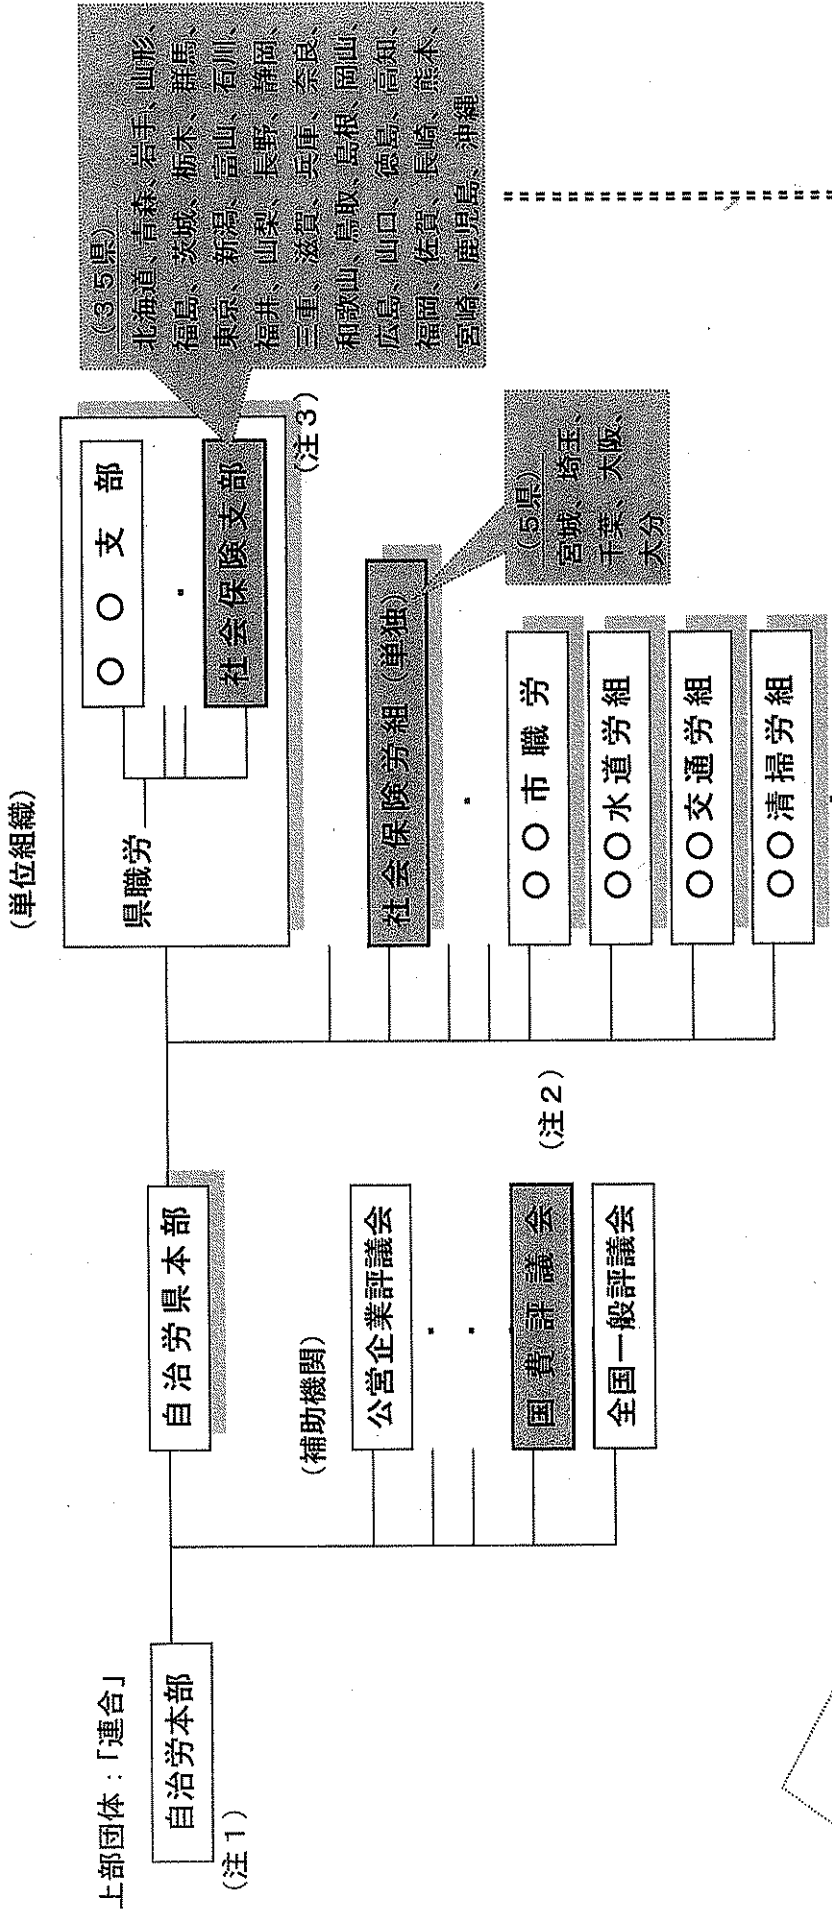 上部団体：「連合」
自治労本部
(注1)
自治労県本部
(補助機関)
公営企業評議会
国費評議会
(注2)
全国一般評議会
(単位組織)
県職労
○○支部
社会保険支部
(注3)
(35県)
北海道、青森、岩手、山形、
福島、茨城、栃木、群馬、
東京、新潟、富山、石川、
福井、山梨、長野、静岡、
三重、滋賀、兵庫、奈良、
和歌山、鳥取、島根、岡山、
広島、山口、徳島、高知、
福岡、佐賀、長崎、熊本、
宮崎、鹿児島、沖縄
社会保険労組(単独)
(5県)
宮城、埼玉、
千葉、大阪、
大分
○○市職労
○○水道労組
○○交通労組
○○清掃労組